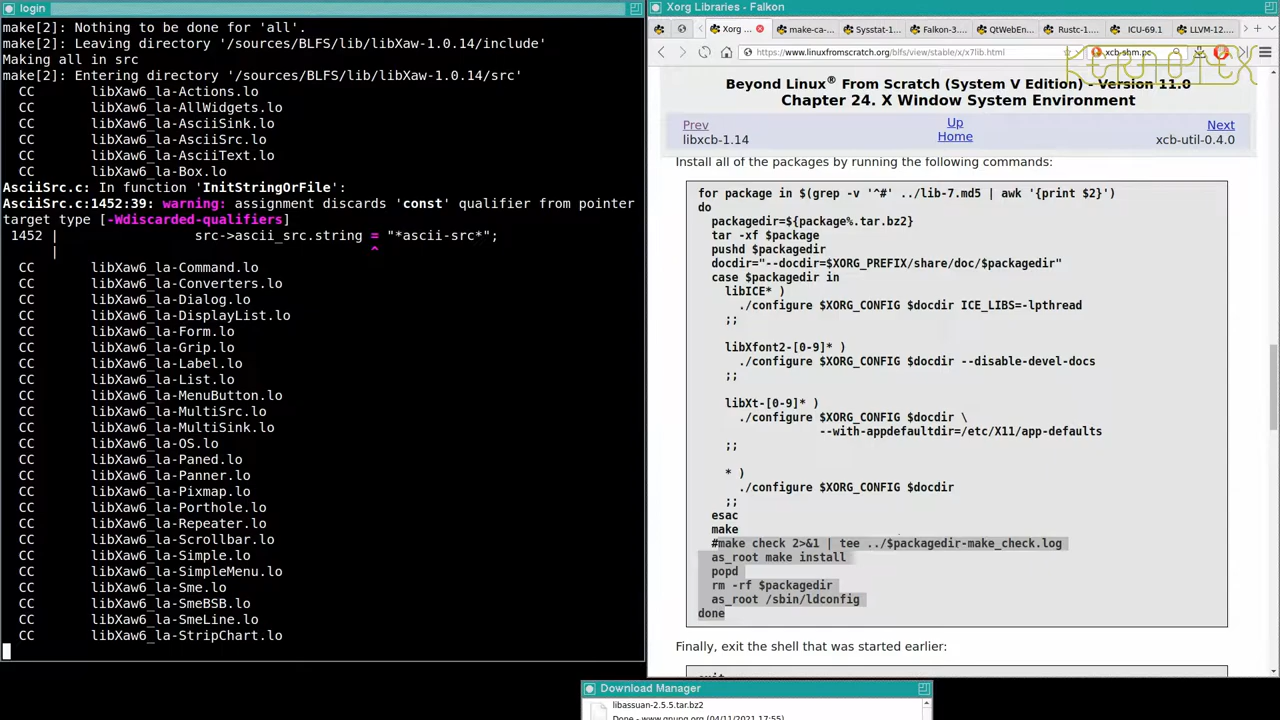 login
make[2]: Nothing to be done for 'all'.
make[2]: Leaving directory '/sources/BLFS/lib/libXaw-1.0.14/include'
Making all in src
make[2]: Entering directory '/sources/BLFS/lib/libXaw-1.0.14/src'
CC libXaw6_la-Actions.lo
CC libXaw6_la-AllWidgets.lo
CC libXaw6_la-AsciiSink.lo
CC libXaw6_la-AsciiSrc.lo
CC libXaw6_la-AsciiText.lo
CC libXaw6_la-Box.lo
AsciiSrc.c: In function 'InitStringOrFile':
AsciiSrc.c:1452:39: warning: assignment discards 'const' qualifier from pointer
target type [-Wdiscarded-qualifiers]
1452 | src->ascii_src.string = "*ascii-src*";
| ^
CC libXaw6_la-Command.lo
CC libXaw6_la-Converters.lo
CC libXaw6_la-Dialog.lo
CC libXaw6_la-DisplayList.lo
CC libXaw6_la-Form.lo
CC libXaw6_la-Grip.lo
CC libXaw6_la-Label.lo
CC libXaw6_la-List.lo
CC libXaw6_la-MenuButton.lo
CC libXaw6_la-MultiSrc.lo
CC libXaw6_la-MultiSink.lo
CC libXaw6_la-OS.lo
CC libXaw6_la-Paned.lo
CC libXaw6_la-Panner.lo
CC libXaw6_la-Pixmap.lo
CC libXaw6_la-Porthole.lo
CC libXaw6_la-Repeater.lo
CC libXaw6_la-Scrollbar.lo
CC libXaw6_la-Simple.lo
CC libXaw6_la-SimpleMenu.lo
CC libXaw6_la-Sme.lo
CC libXaw6_la-SmeBSB.lo
CC libXaw6_la-SmeLine.lo
CC libXaw6_la-StripChart.lo
Xorg Libraries - Falkon
Xorg ... make-ca-... Sysstat-1... Falkon-3... QtWebEn... Rustc-1.... ICU-69.1 LLVM-12....
https://www.linuxfromscratch.org/blfs/view/stable/x/x7lib.html xcb-shm.pc
KERNOTEX
Beyond Linux® From Scratch (System V Edition) - Version 11.0
Chapter 24. X Window System Environment
Prev Up Next
libxcb-1.14 Home xcb-util-0.4.0
Install all of the packages by running the following commands:
for package in $(grep -v '^#' ../lib-7.md5 | awk '{print $2}')
do
packagedir=${package%.tar.bz2}
tar -xf $package
pushd $packagedir
docdir="--docdir=$XORG_PREFIX/share/doc/$packagedir"
case $packagedir in
libICE* )
./configure $XORG_CONFIG $docdir ICE_LIBS=-lpthread
;;
libXfont2-[0-9]* )
./configure $XORG_CONFIG $docdir --disable-devel-docs
;;
libXt-[0-9]* )
./configure $XORG_CONFIG $docdir \
--with-appdefaultdir=/etc/X11/app-defaults
;;
* )
./configure $XORG_CONFIG $docdir
;;
esac
make
#make check 2>&1 | tee ../$packagedir-make_check.log
as_root make install
popd
rm -rf $packagedir
as_root /sbin/ldconfig
done
Finally, exit the shell that was started earlier:
Download Manager
libassuan-2.5.5.tar.bz2
Done - www.gnupg.org (04/11/2021 17:55)